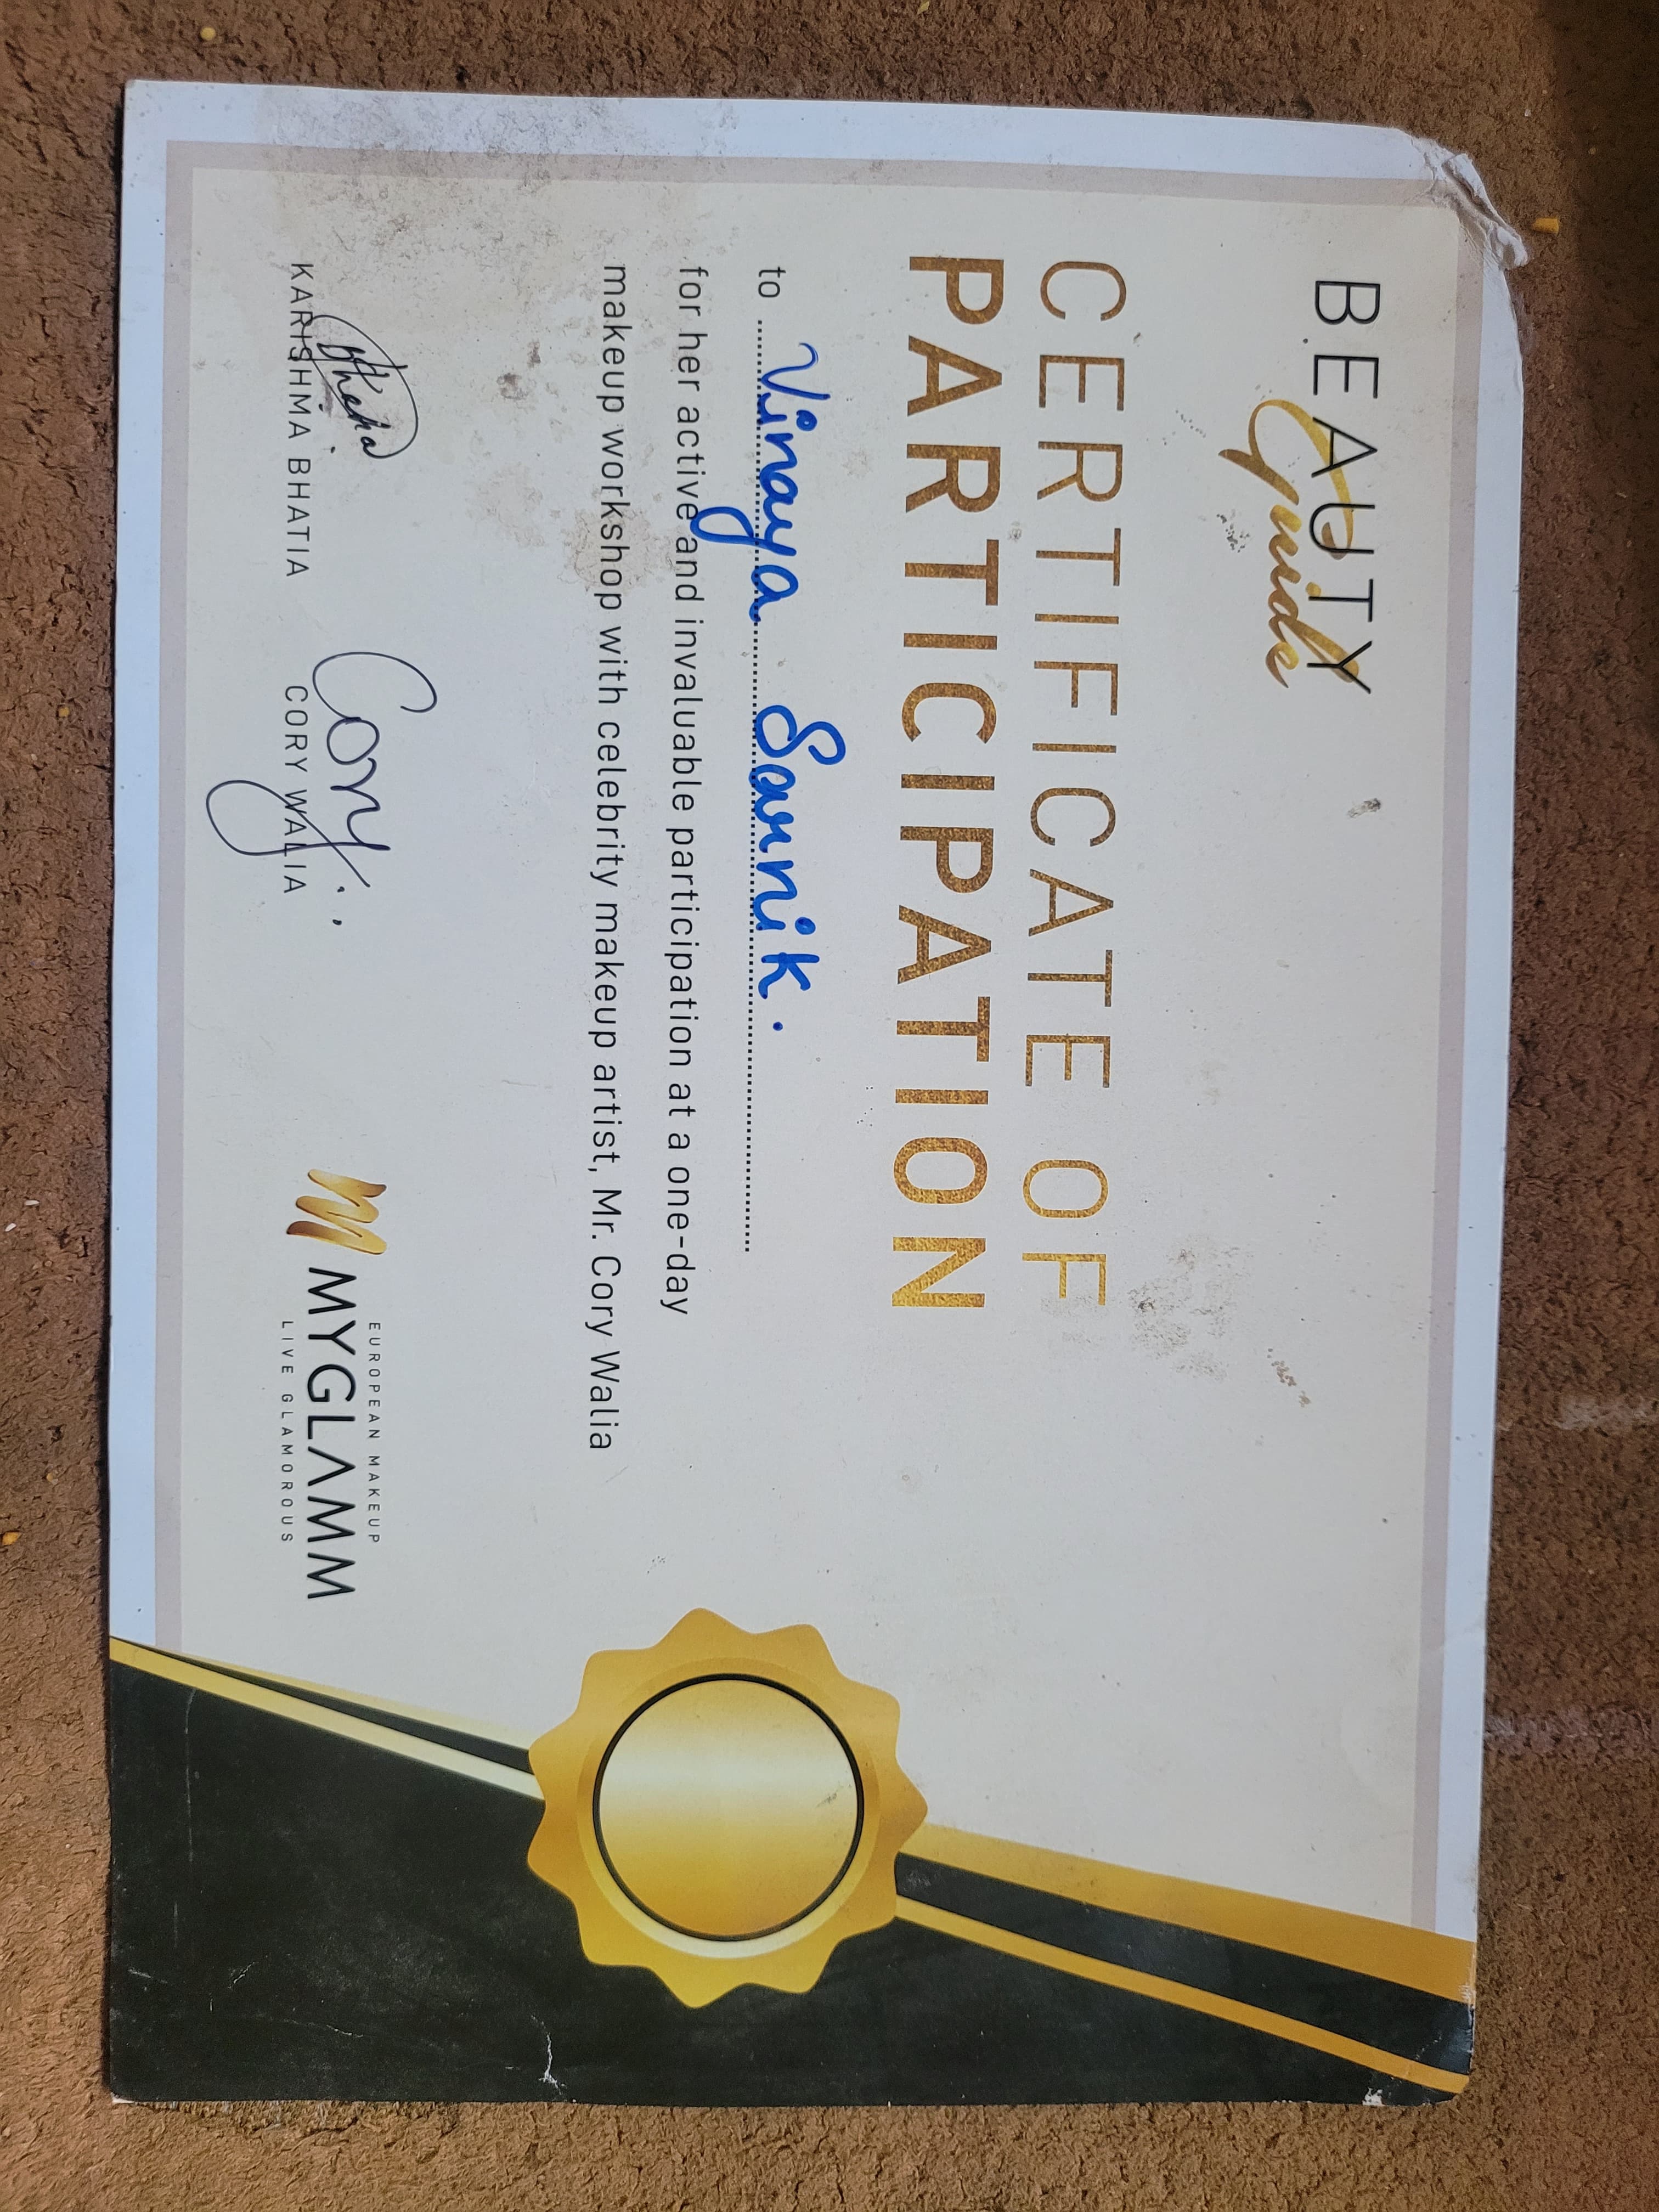 BEAUTY
Guide
CERTIFICATE OF
PARTICIPATION
to Vinaya Sarnik.
for her active and invaluable participation at a one-day
makeup workshop with celebrity makeup artist, Mr. Cory Walia
Cory..
KARISHMA BHATIA
CORY WALIA
EUROPEAN MAKEUP
MYGLAMM
LIVE GLAMOROUS